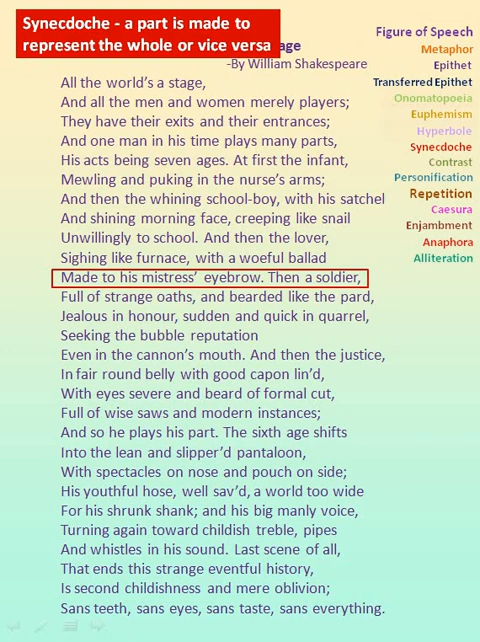 Synecdoche - a part is made to
represent the whole or vice versa
age
-By William Shakespeare
All the world's a stage,
And all the men and women merely players;
They have their exits and their entrances;
And one man in his time plays many parts,
His acts being seven ages. At first the infant,
Mewling and puking in the nurse's arms;
And then the whining school-boy, with his satchel
And shining morning face, creeping like snail
Unwillingly to school. And then the lover,
Sighing like furnace, with a woeful ballad
Made to his mistress' eyebrow. Then a soldier,
Full of strange oaths, and bearded like the pard,
Jealous in honour, sudden and quick in quarrel,
Seeking the bubble reputation
Even in the cannon's mouth. And then the justice,
In fair round belly with good capon lin'd,
With eyes severe and beard of formal cut,
Full of wise saws and modern instances;
And so he plays his part. The sixth age shifts
Into the lean and slipper'd pantaloon,
With spectacles on nose and pouch on side;
His youthful hose, well sav'd, a world too wide
For his shrunk shank; and his big manly voice,
Turning again toward childish treble, pipes
And whistles in his sound. Last scene of all,
That ends this strange eventful history,
Is second childishness and mere oblivion;
Sans teeth, sans eyes, sans taste, sans everything.
Figure of Speech
Metaphor
Epithet
Transferred Epithet
Onomatopoeia
Euphemism
Hyperbole
Synecdoche
Contrast
Personification
Repetition
Caesura
Enjambment
Anaphora
Alliteration